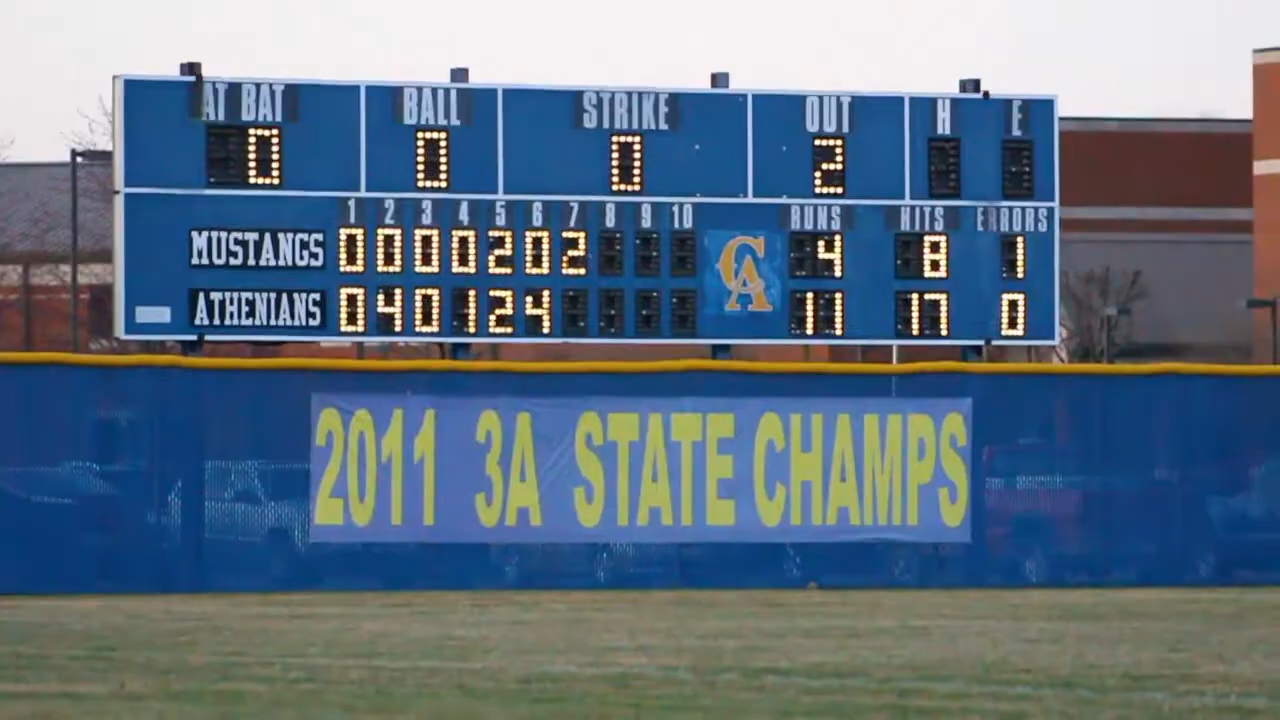 AT BAT BALL STRIKE OUT H E
0 0 0 2
1 2 3 4 5 6 7 8 9 10 RUNS HITS ERRORS
MUSTANGS 0 0 0 0 2 0 2 4 8 1
ATHENIANS 0 4 0 1 2 4 11 17 0
CA
2011 3A STATE CHAMPS